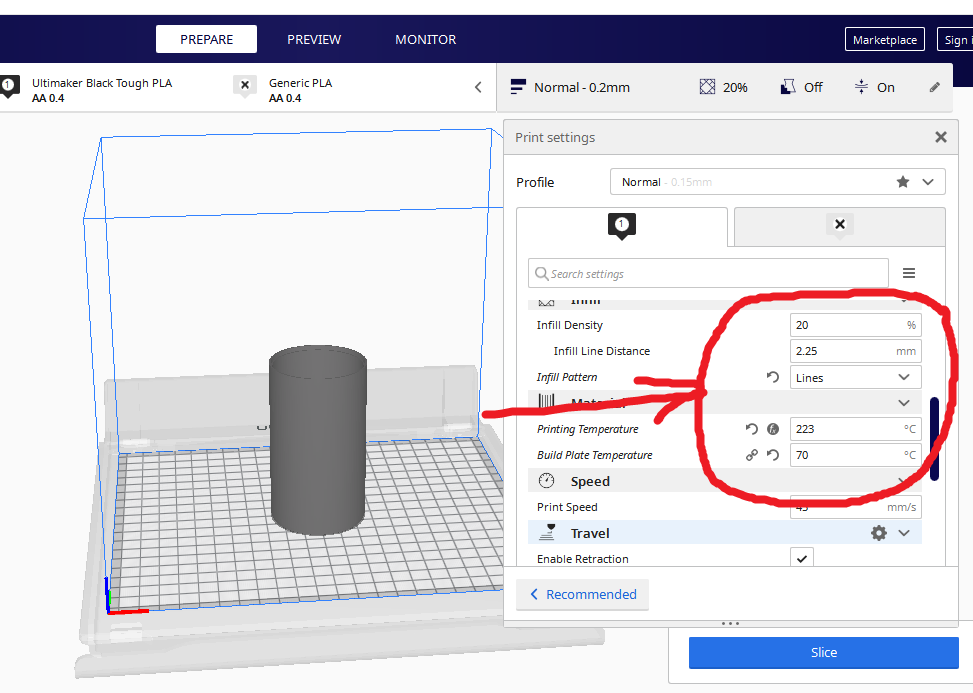 PREPARE PREVIEW MONITOR Marketplace Sign i
1 Ultimaker Black Tough PLA Generic PLA
AA 0.4 AA 0.4
Normal - 0.2mm 20% Off On
Print settings
Profile Normal - 0.15mm
1
Search settings
Infill
Infill Density 20 %
Infill Line Distance 2.25 mm
Infill Pattern Lines
Material
Printing Temperature 223 °C
Build Plate Temperature 70 °C
Speed
Print Speed 45 mm/s
Travel
Enable Retraction
Recommended
Slice